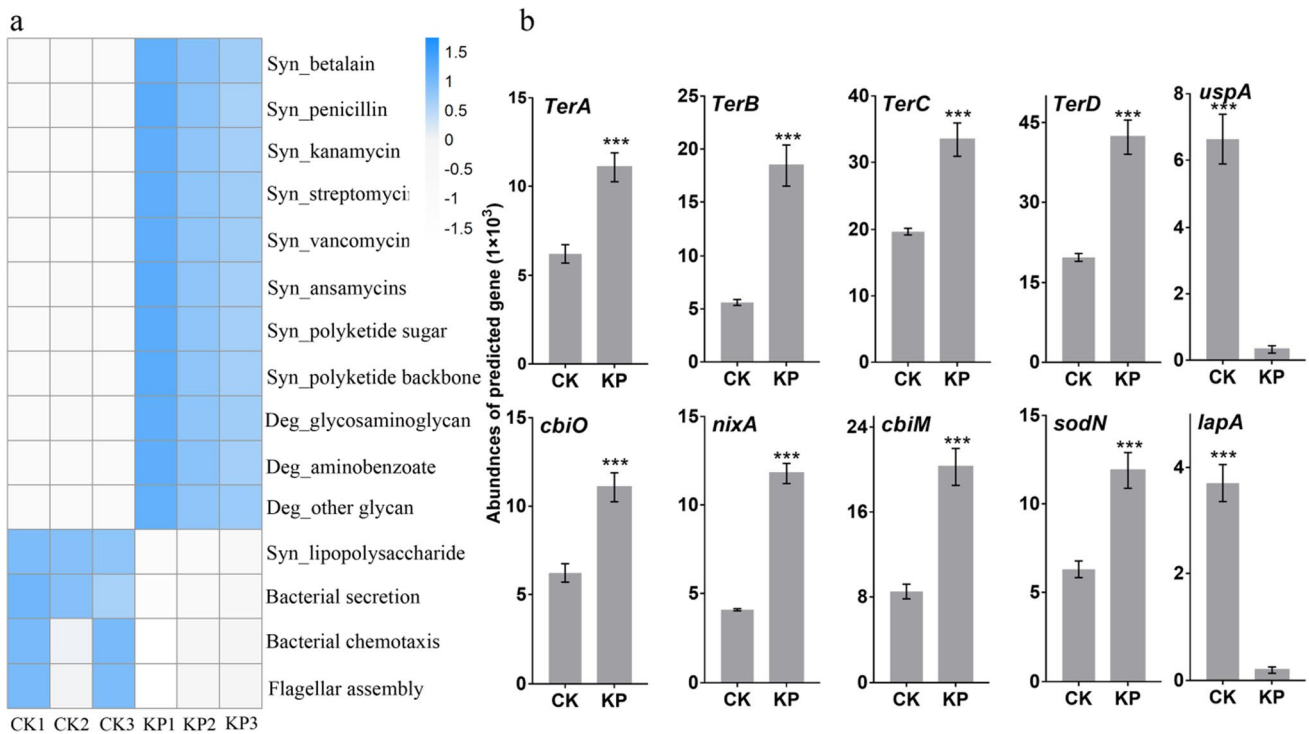 a
1.5
1
0.5
0
-0.5
-1
-1.5
Syn_betalain
Syn_penicillin
Syn_kanamycin
Syn_streptomyci
Syn_vancomycin
Syn_ansamycins
Syn_polyketide sugar
Syn_polyketide backbone
Deg_glycosaminoglycan
Deg_aminobenzoate
Deg_other glycan
Syn_lipopolysaccharide
Bacterial secretion
Bacterial chemotaxis
Flagellar assembly
CK1 CK2 CK3 KP1 KP2 KP3
b
Abundnces of predicted gene (1×10³)
TerA
***
15
10
5
0
CK KP
TerB
***
25
20
15
10
5
0
CK KP
TerC
***
40
30
20
10
0
CK KP
TerD
***
45
30
15
0
CK KP
uspA
***
8
6
4
2
0
CK KP
cbiO
***
15
10
5
0
CK KP
nixA
***
15
10
5
0
CK KP
cbiM
***
24
16
8
0
CK KP
sodN
***
15
10
5
0
CK KP
lapA
***
4
2
0
CK KP